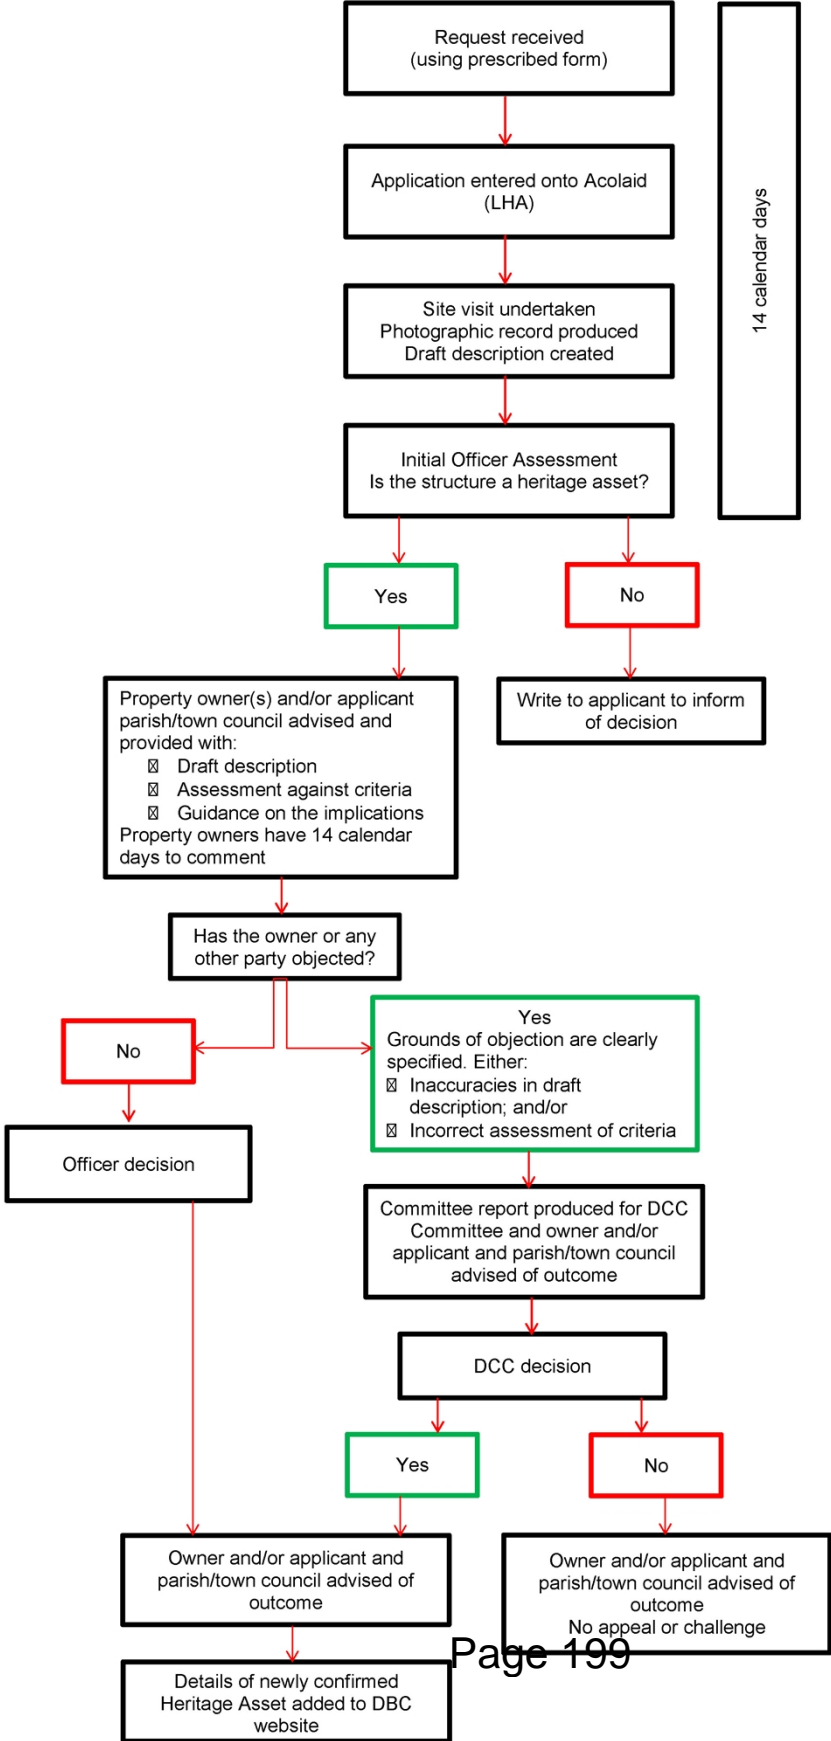 Request received
(using prescribed form)
14 calendar days
Application entered onto Acolaid
(LHA)
Site visit undertaken
Photographic record produced
Draft description created
Initial Officer Assessment
Is the structure a heritage asset?
Yes
No
Property owner(s) and/or applicant
parish/town council advised and
provided with:
Draft description
Assessment against criteria
Guidance on the implications
Property owners have 14 calendar
days to comment
Write to applicant to inform
of decision
Has the owner or any
other party objected?
No
Yes
Grounds of objection are clearly
specified. Either:
Inaccuracies in draft
description; and/or
Incorrect assessment of criteria
Officer decision
Committee report produced for DCC
Committee and owner and/or
applicant and parish/town council
advised of outcome
DCC decision
Yes
No
Owner and/or applicant and
parish/town council advised of
outcome
Owner and/or applicant and
parish/town council advised of
outcome
No appeal or challenge
Page 199
Details of newly confirmed
Heritage Asset added to DBC
website